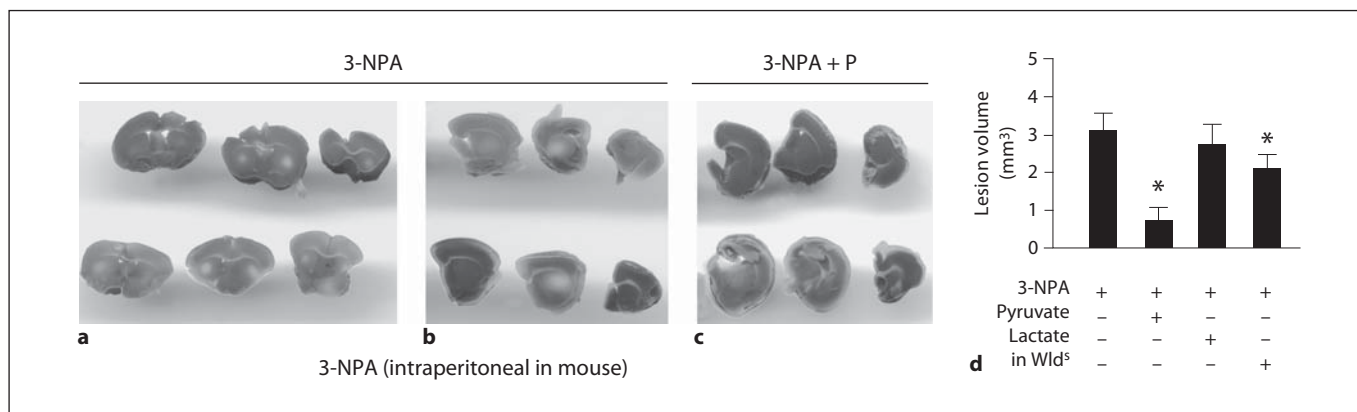 3-NPA
3-NPA + P
a
b
c
3-NPA (intraperitoneal in mouse)
Lesion volume
(mm³)
5
4
3
2
1
0
*
*
3-NPA + + + +
Pyruvate – + – –
Lactate – – + –
d in Wldˢ – – – +